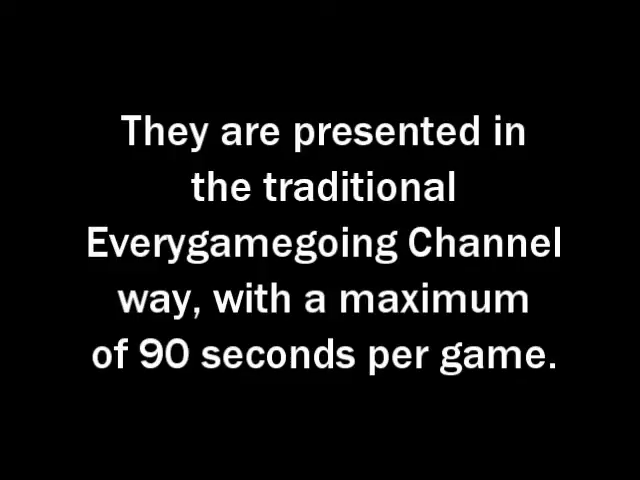 They are presented in
the traditional
Everygamegoing Channel
way, with a maximum
of 90 seconds per game.